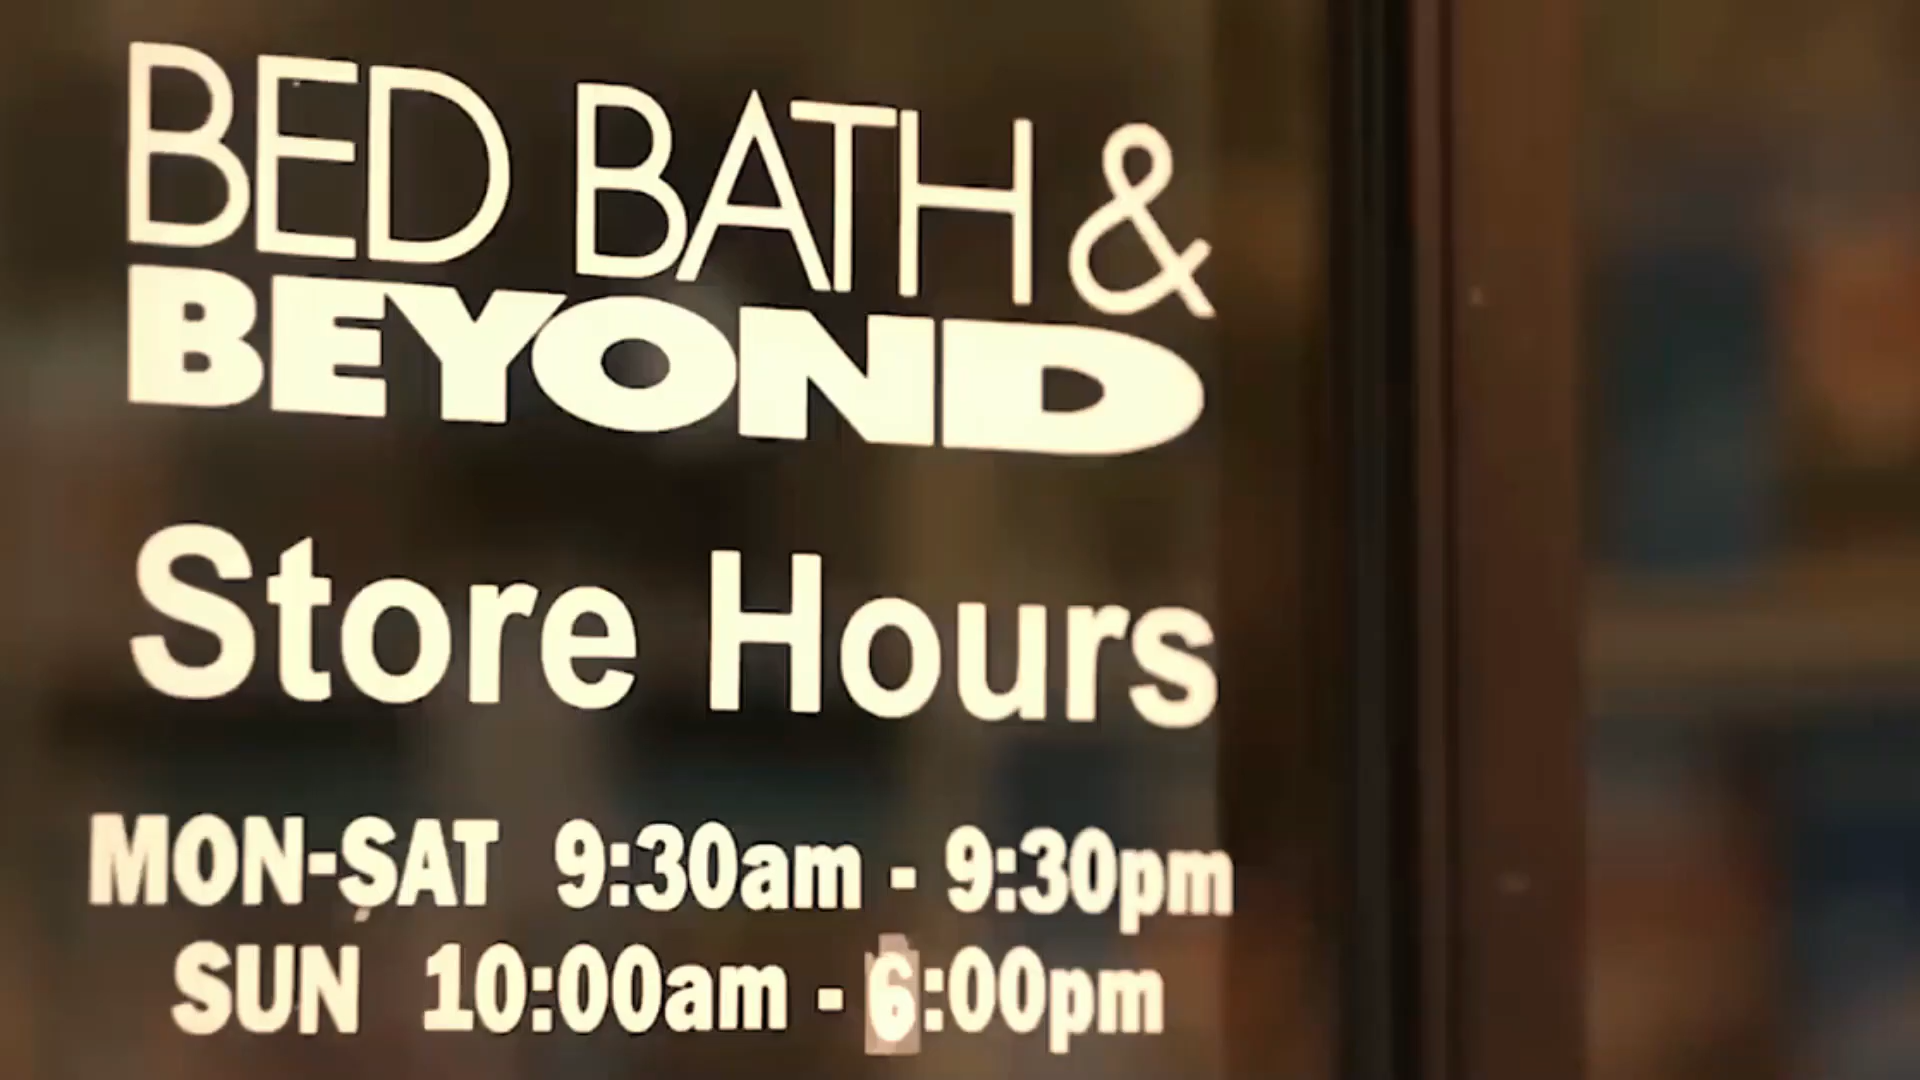 BED BATH &
BEYOND
Store Hours
MON-SAT 9:30am - 9:30pm
SUN 10:00am - 6:00pm